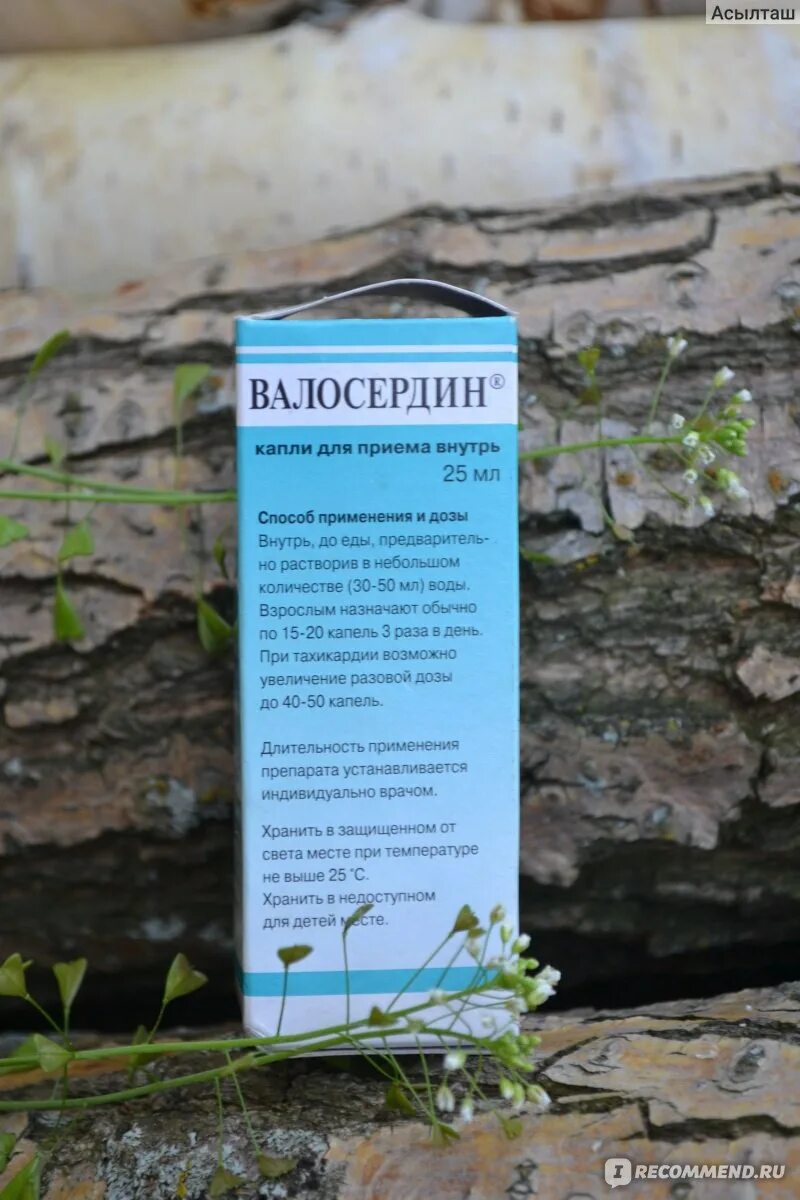 Асылташ
ВАЛОСЕРДИН®
капли для приема внутрь
25 мл
Способ применения и дозы
Внутрь, до еды, предваритель-
но растворив в небольшом
количестве (30-50 мл) воды.
Взрослым назначают обычно
по 15-20 капель 3 раза в день.
При тахикардии возможно
увеличение разовой дозы
до 40-50 капель.
Длительность применения
препарата устанавливается
индивидуально врачом.
Хранить в защищенном от
света месте при температуре
не выше 25 °С.
Хранить в недоступном
для детей месте.
IRECOMMEND.RU